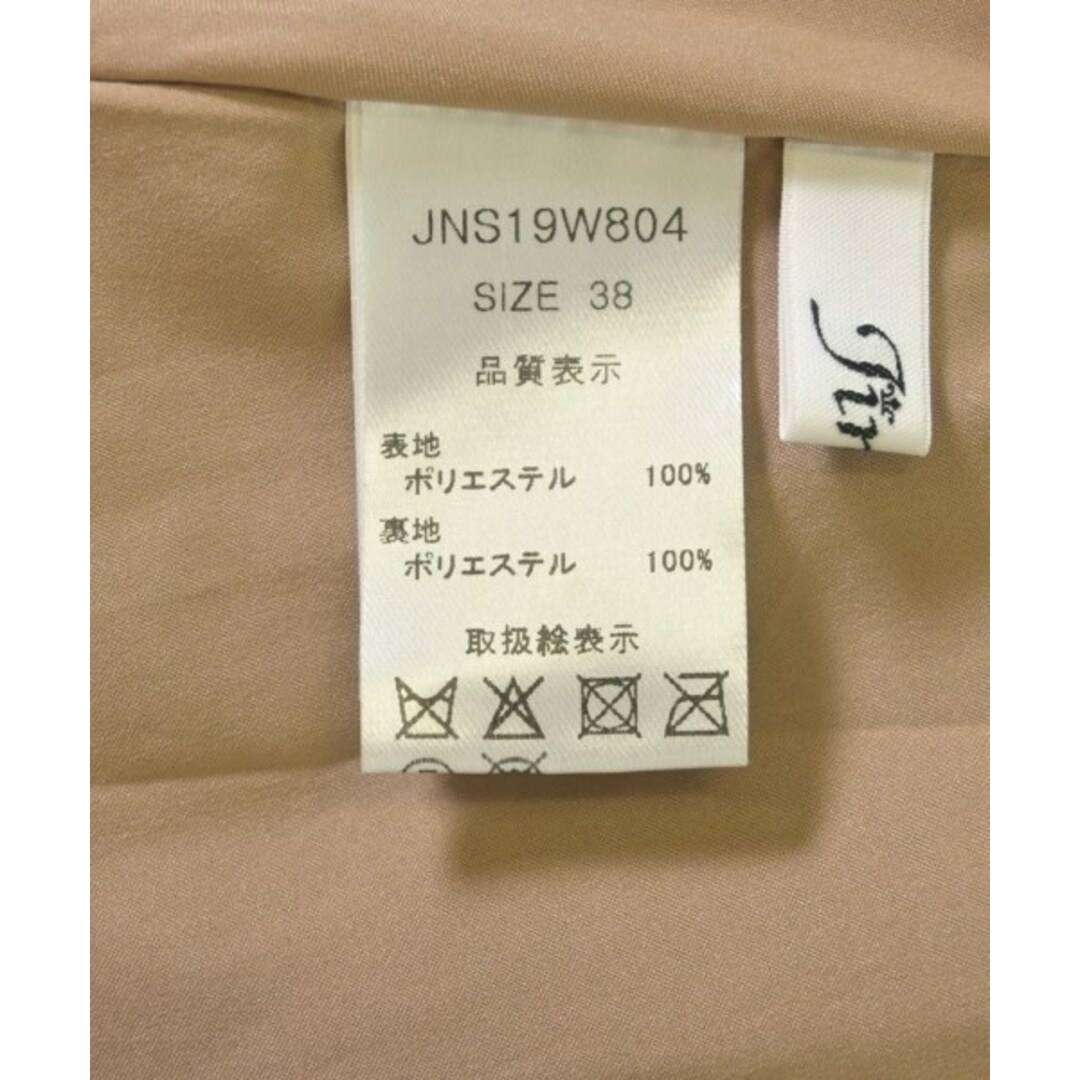 JNS19W804
SIZE 38
品質表示
表地
ポリエステル 100%
裏地
ポリエステル 100%
取扱絵表示